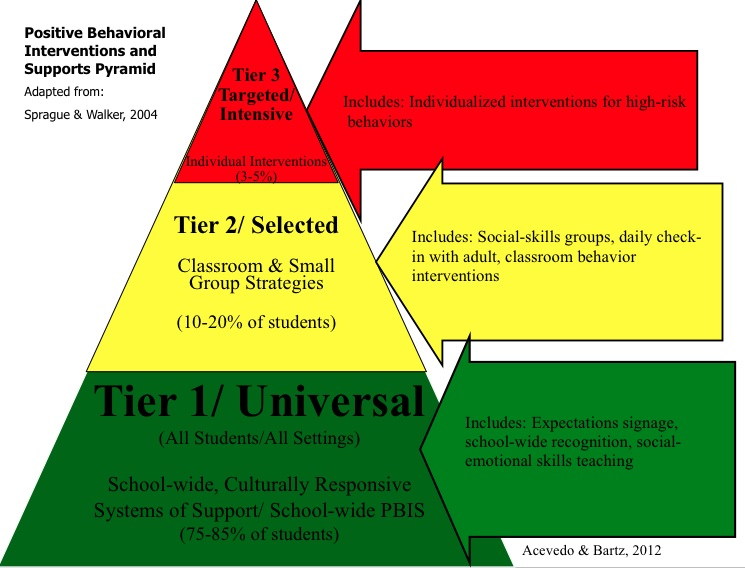 Positive Behavioral
Interventions and
Supports Pyramid
Adapted from:
Sprague & Walker, 2004
Tier 3
Targeted/
Intensive
Individual Interventions
(3-5%)
Includes: Individualized interventions for high-risk
behaviors
Tier 2/ Selected
Classroom & Small
Group Strategies
(10-20% of students)
Includes: Social-skills groups, daily check-
in with adult, classroom behavior
interventions
Tier 1/ Universal
(All Students/All Settings)
School-wide, Culturally Responsive
Systems of Support/ School-wide PBIS
(75-85% of students)
Includes: Expectations signage,
school-wide recognition, social-
emotional skills teaching
Acevedo & Bartz, 2012